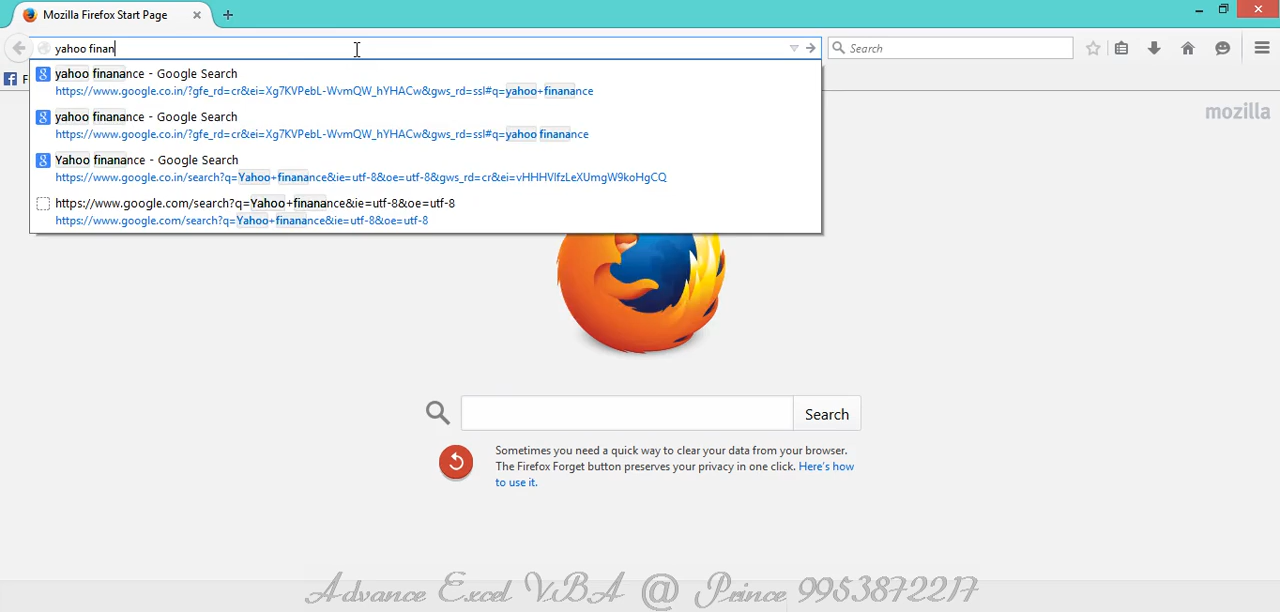 Mozilla Firefox Start Page
yahoo finan
Search
F
yahoo finanance - Google Search
https://www.google.co.in/?gfe_rd=cr&ei=Xg7KVPebL-WvmQW_hYHACw&gws_rd=ssl#q=yahoo+finanance
yahoo finanance - Google Search
https://www.google.co.in/?gfe_rd=cr&ei=Xg7KVPebL-WvmQW_hYHACw&gws_rd=ssl#q=yahoo finanance
Yahoo finanance - Google Search
https://www.google.co.in/search?q=Yahoo+finanance&ie=utf-8&oe=utf-8&gws_rd=cr&ei=vHHHVIfzLeXUmgW9koHgCQ
https://www.google.com/search?q=Yahoo+finanance&ie=utf-8&oe=utf-8
https://www.google.com/search?q=Yahoo+finanance&ie=utf-8&oe=utf-8
mozilla
Search
Sometimes you need a quick way to clear your data from your browser.
The Firefox Forget button preserves your privacy in one click. Here's how
to use it.
Advance Excel VBA @ Prince 9953872217